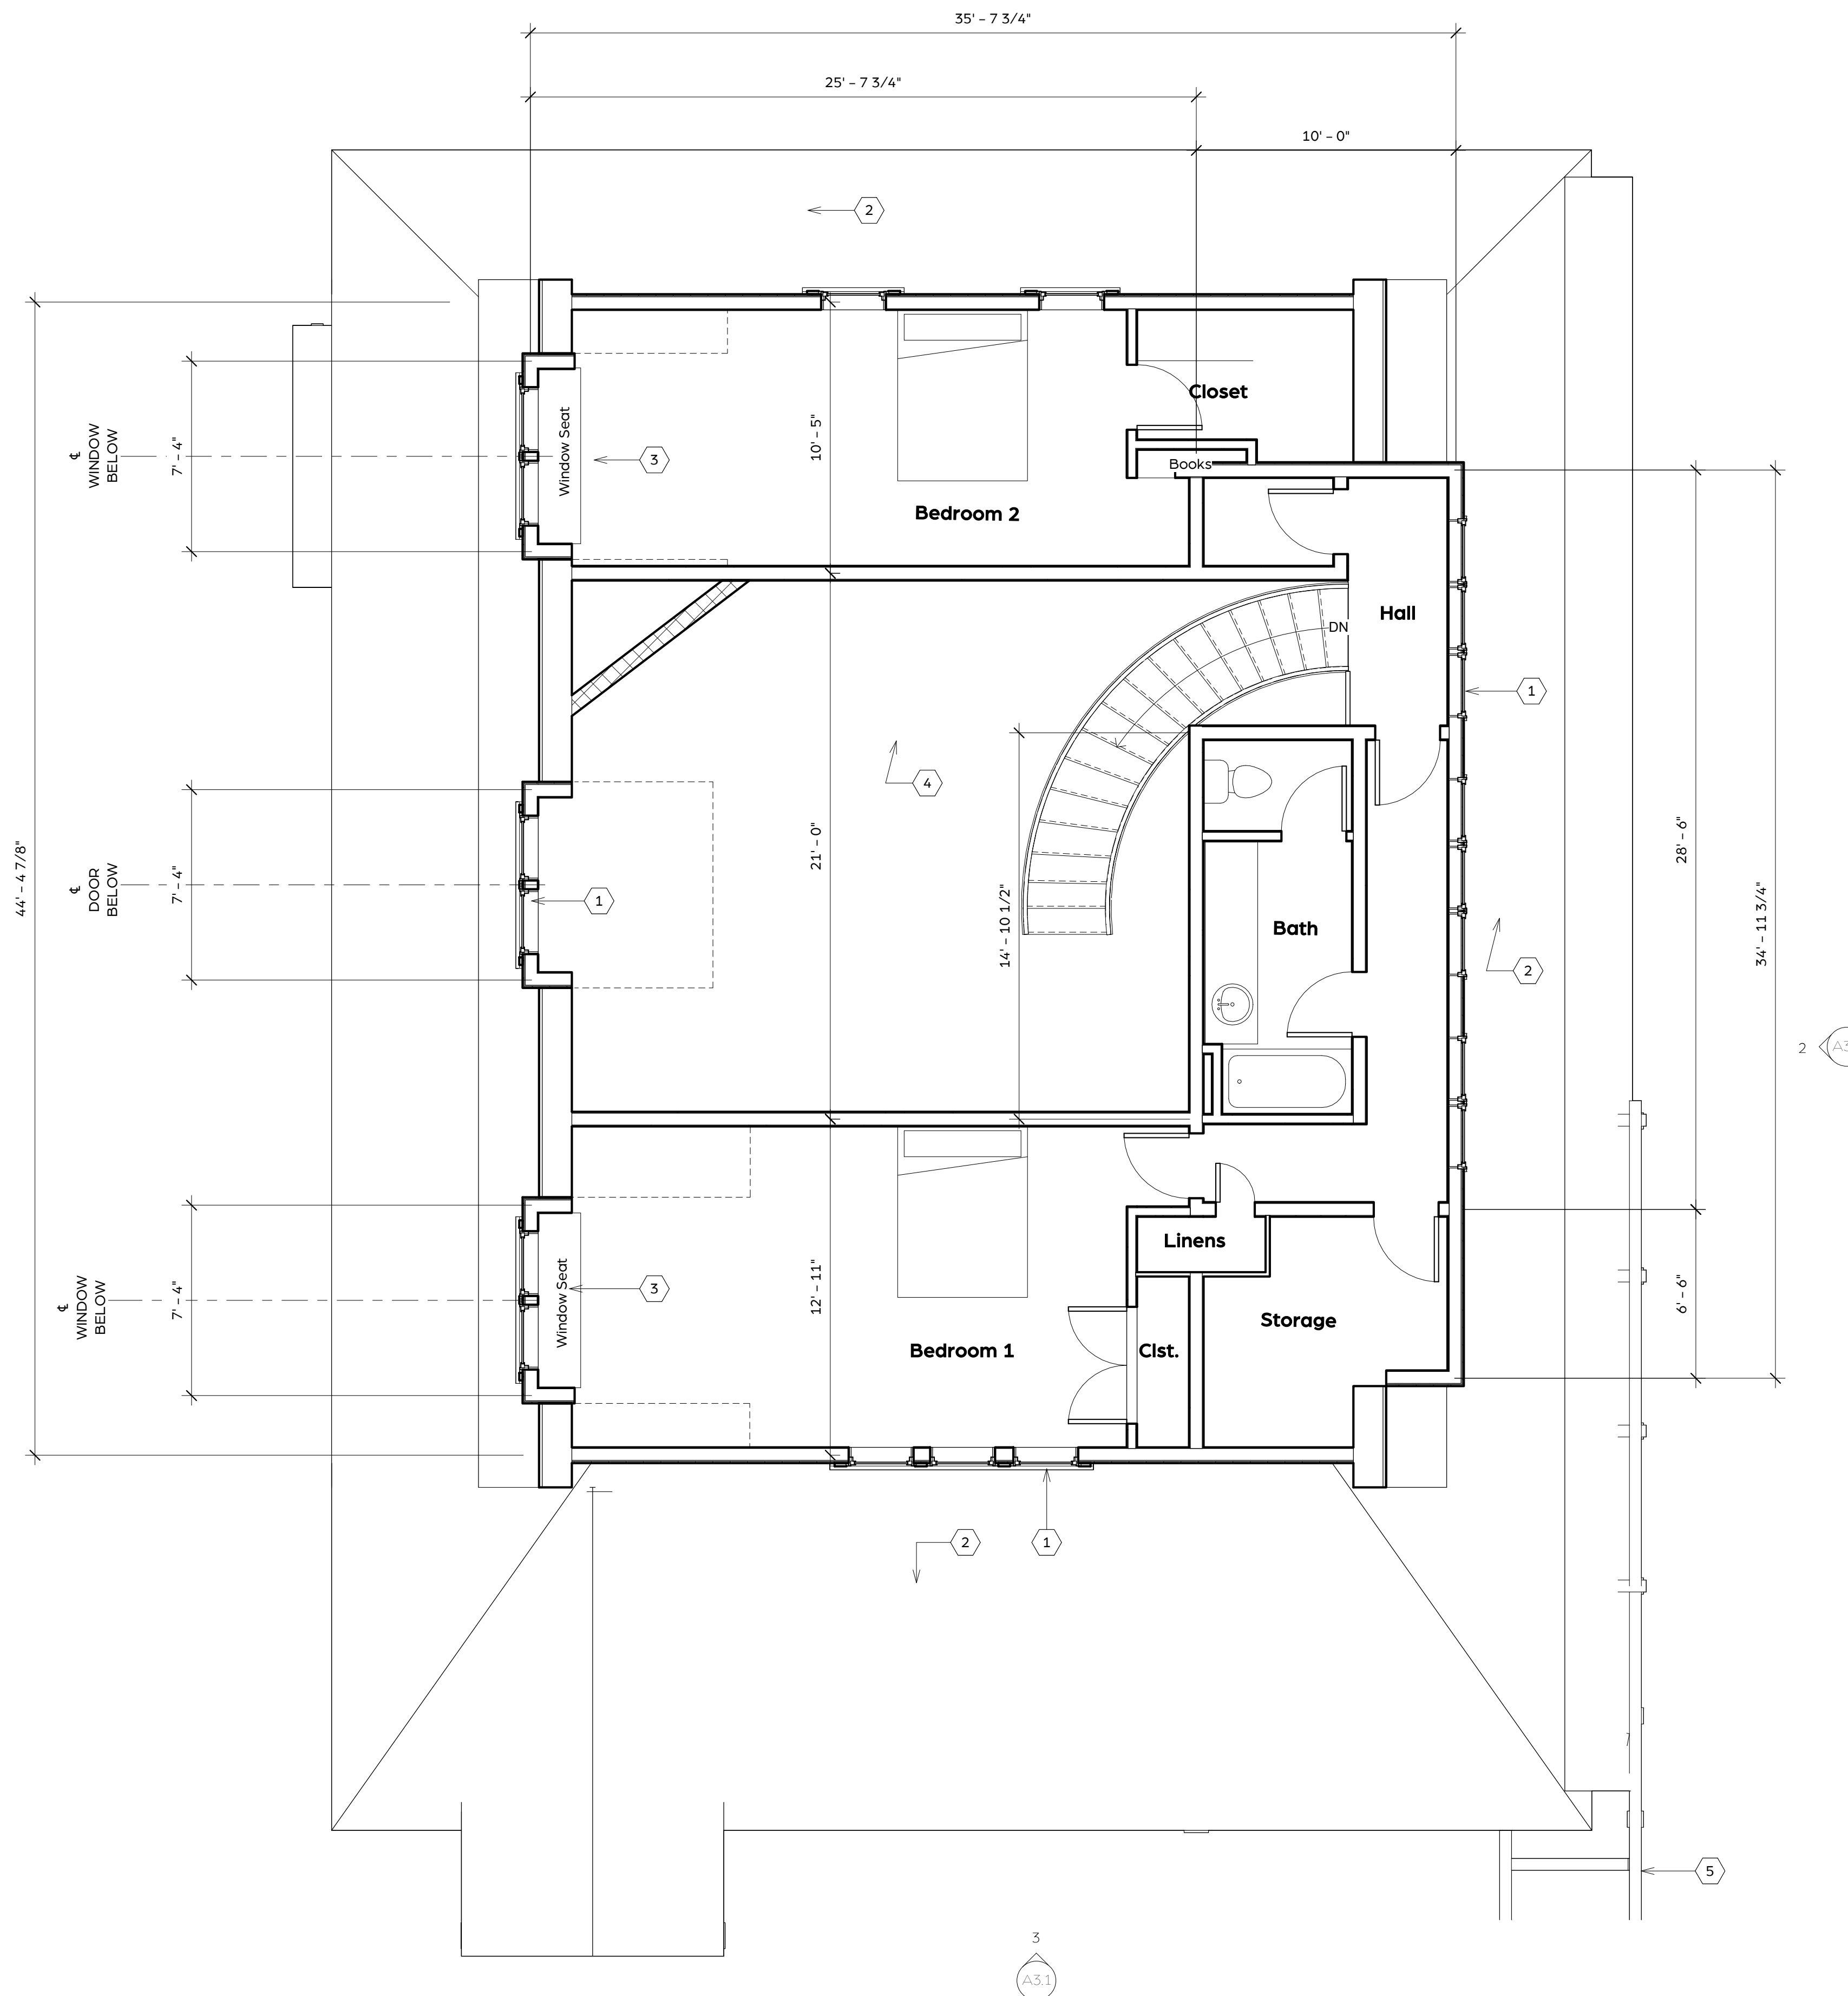 35' - 7 3/4"
25' - 7 3/4"
10' - 0"
2
Closet
WINDOW
BELOW
7' - 4"
Window Seat
3
10' - 5"
Books
Bedroom 2
Hall
DN
1
4
44' - 4 7/8"
DOOR
BELOW
7' - 4"
1
21' - 0"
14' - 10 1/2"
Bath
28' - 6"
34' - 11 3/4"
2
2
Linens
WINDOW
BELOW
7' - 4"
Window Seat
3
12' - 11"
Bedroom 1
Clst.
Storage
6' - 6"
2
1
5
3
A3.1